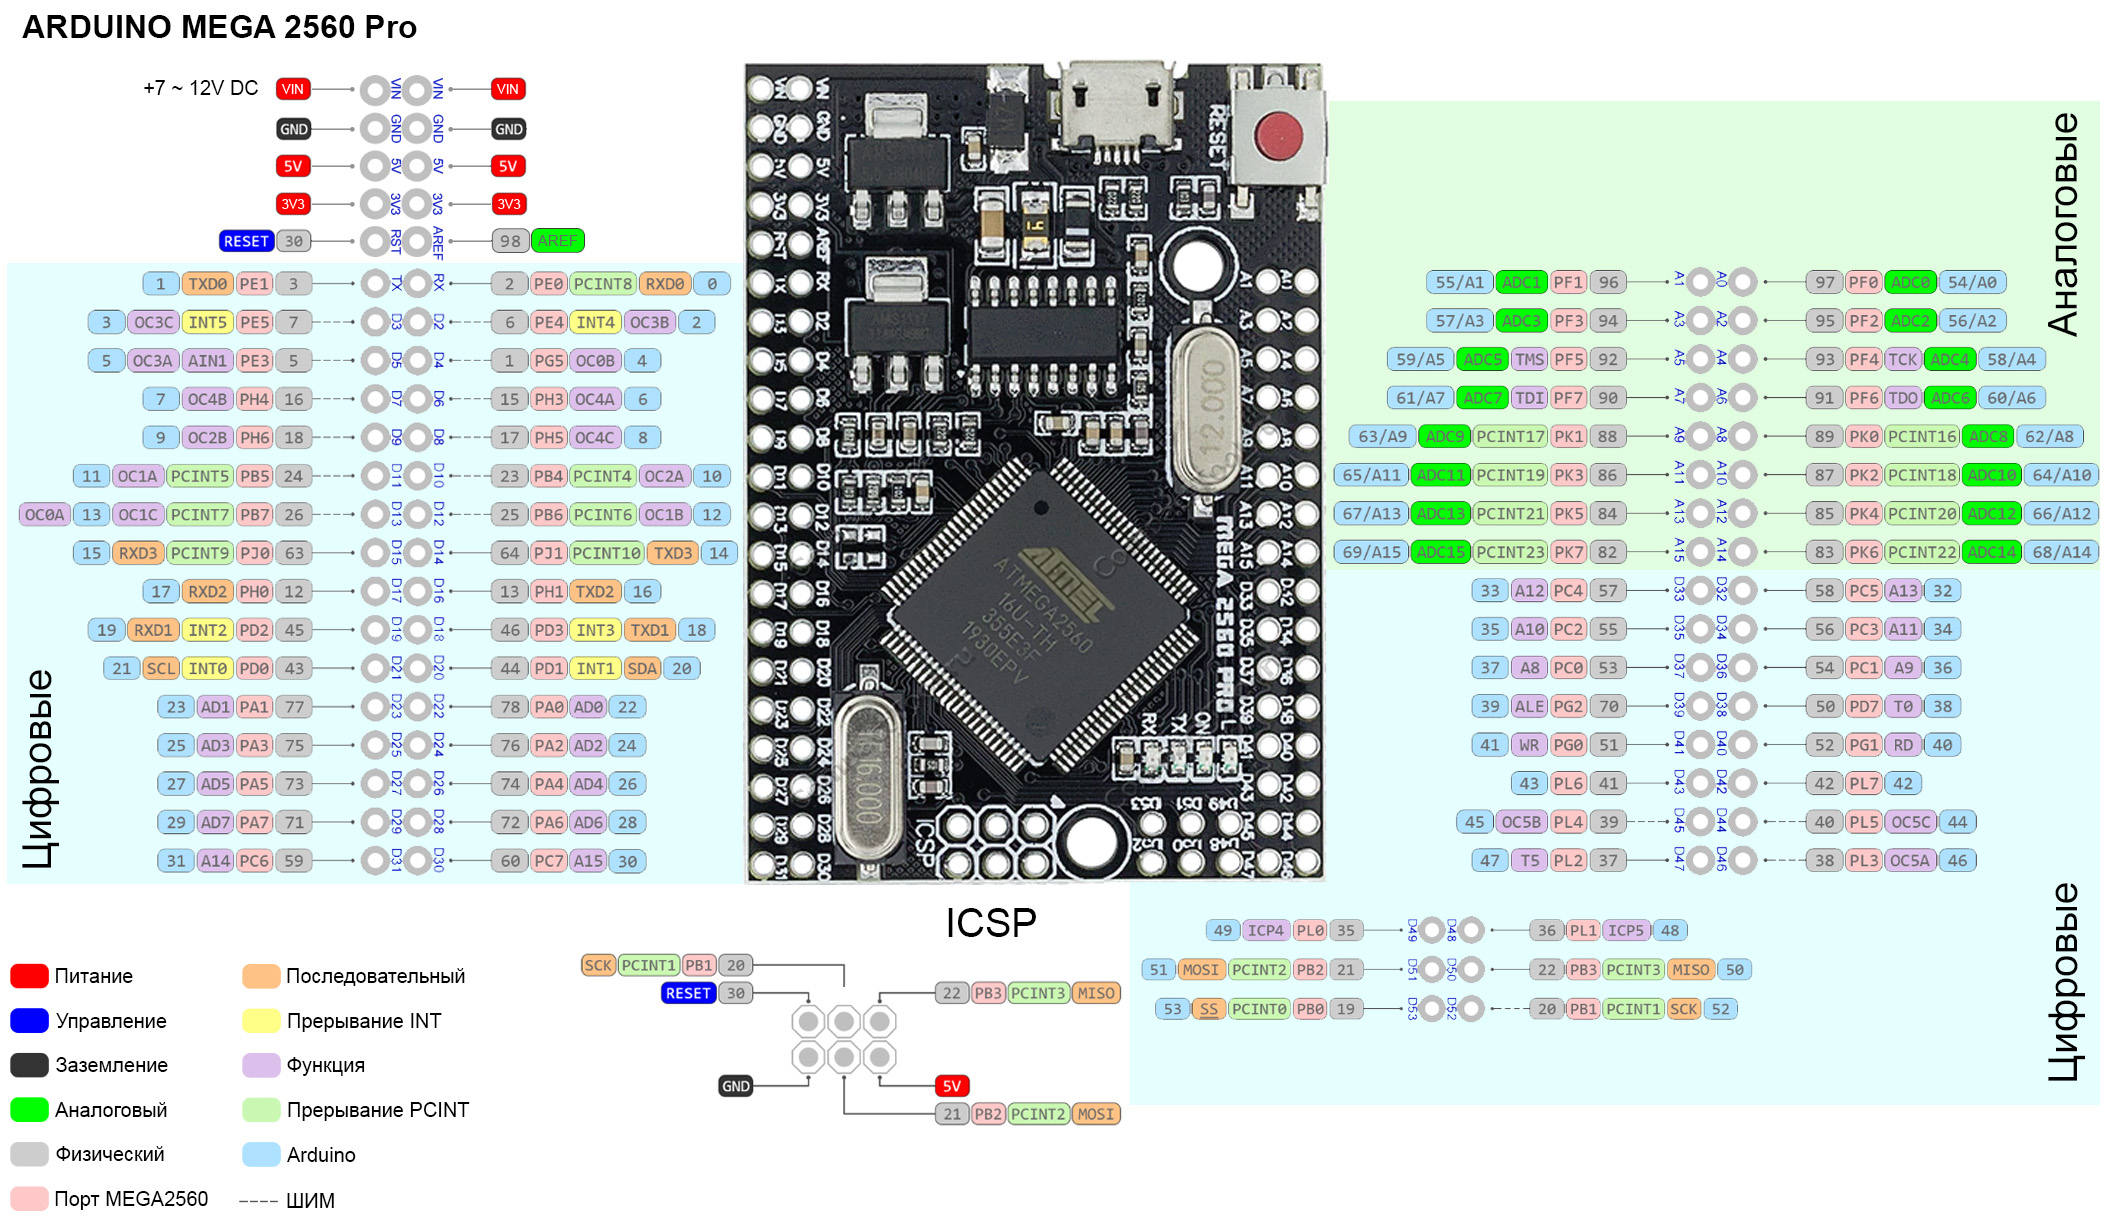 ARDUINO MEGA 2560 Pro
+7 ~ 12V DC VIN VIN VIN VIN
GND GND GND GND
5V 5V 5V 5V
3V3 3V3 3V3 3V3
RESET 30 RST AREF 98 AREF
1 TXD0 PE1 3 TX RX 2 PE0 PCINT8 RXD0 0
3 OC3C INT5 PE5 7 D3 D2 6 PE4 INT4 OC3B 2
5 OC3A AIN1 PE3 5 D5 D4 1 PG5 OC0B 4
7 OC4B PH4 16 D7 D6 15 PH3 OC4A 6
9 OC2B PH6 18 D9 D8 17 PH5 OC4C 8
11 OC1A PCINT5 PB5 24 D11 D10 23 PB4 PCINT4 OC2A 10
OC0A 13 OC1C PCINT7 PB7 26 D13 D12 25 PB6 PCINT6 OC1B 12
15 RXD3 PCINT9 PJ0 63 D15 D14 64 PJ1 PCINT10 TXD3 14
17 RXD2 PH0 12 D17 D16 13 PH1 TXD2 16
19 RXD1 INT2 PD2 45 D19 D18 46 PD3 INT3 TXD1 18
21 SCL INT0 PD0 43 D21 D20 44 PD1 INT1 SDA 20
23 AD1 PA1 77 D23 D22 78 PA0 AD0 22
25 AD3 PA3 75 D25 D24 76 PA2 AD2 24
27 AD5 PA5 73 D27 D26 74 PA4 AD4 26
29 AD7 PA7 71 D29 D28 72 PA6 AD6 28
31 A14 PC6 59 D31 D30 60 PC7 A15 30
Цифровые
RESET
12.000
ATMEL
ATMEGA2560
16U-TH
355E3F
1930EPV
MEGA 2560 PRO
RX TX ON L
ICSP
D53 D51 D49
D52 D50 D48
Аналоговые
55/A1 ADC1 PF1 96 A1 A0 97 PF0 ADC0 54/A0
57/A3 ADC3 PF3 94 A3 A2 95 PF2 ADC2 56/A2
59/A5 ADC5 TMS PF5 92 A5 A4 93 PF4 TCK ADC4 58/A4
61/A7 ADC7 TDI PF7 90 A7 A6 91 PF6 TDO ADC6 60/A6
63/A9 ADC9 PCINT17 PK1 88 A9 A8 89 PK0 PCINT16 ADC8 62/A8
65/A11 ADC11 PCINT19 PK3 86 A11 A10 87 PK2 PCINT18 ADC10 64/A10
67/A13 ADC13 PCINT21 PK5 84 A13 A12 85 PK4 PCINT20 ADC12 66/A12
69/A15 ADC15 PCINT23 PK7 82 A15 A14 83 PK6 PCINT22 ADC14 68/A14
33 A12 PC4 57 D33 D32 58 PC5 A13 32
35 A10 PC2 55 D35 D34 56 PC3 A11 34
37 A8 PC0 53 D37 D36 54 PC1 A9 36
39 ALE PG2 70 D39 D38 50 PD7 T0 38
41 WR PG0 51 D41 D40 52 PG1 RD 40
43 PL6 41 D43 D42 42 PL7 42
45 OC5B PL4 39 D45 D44 40 PL5 OC5C 44
47 T5 PL2 37 D47 D46 38 PL3 OC5A 46
Цифровые
49 ICP4 PL0 35 D49 D48 36 PL1 ICP5 48
51 MOSI PCINT2 PB2 21 D51 D50 22 PB3 PCINT3 MISO 50
53 SS PCINT0 PB0 19 D53 D52 20 PB1 PCINT1 SCK 52
ICSP
SCK PCINT1 PB1 20
RESET 30 22 PB3 PCINT3 MISO
GND 5V
21 PB2 PCINT2 MOSI
Питание Последовательный
Управление Прерывание INT
Заземление Функция
Аналоговый Прерывание PCINT
Физический Arduino
Порт MEGA2560 ШИМ